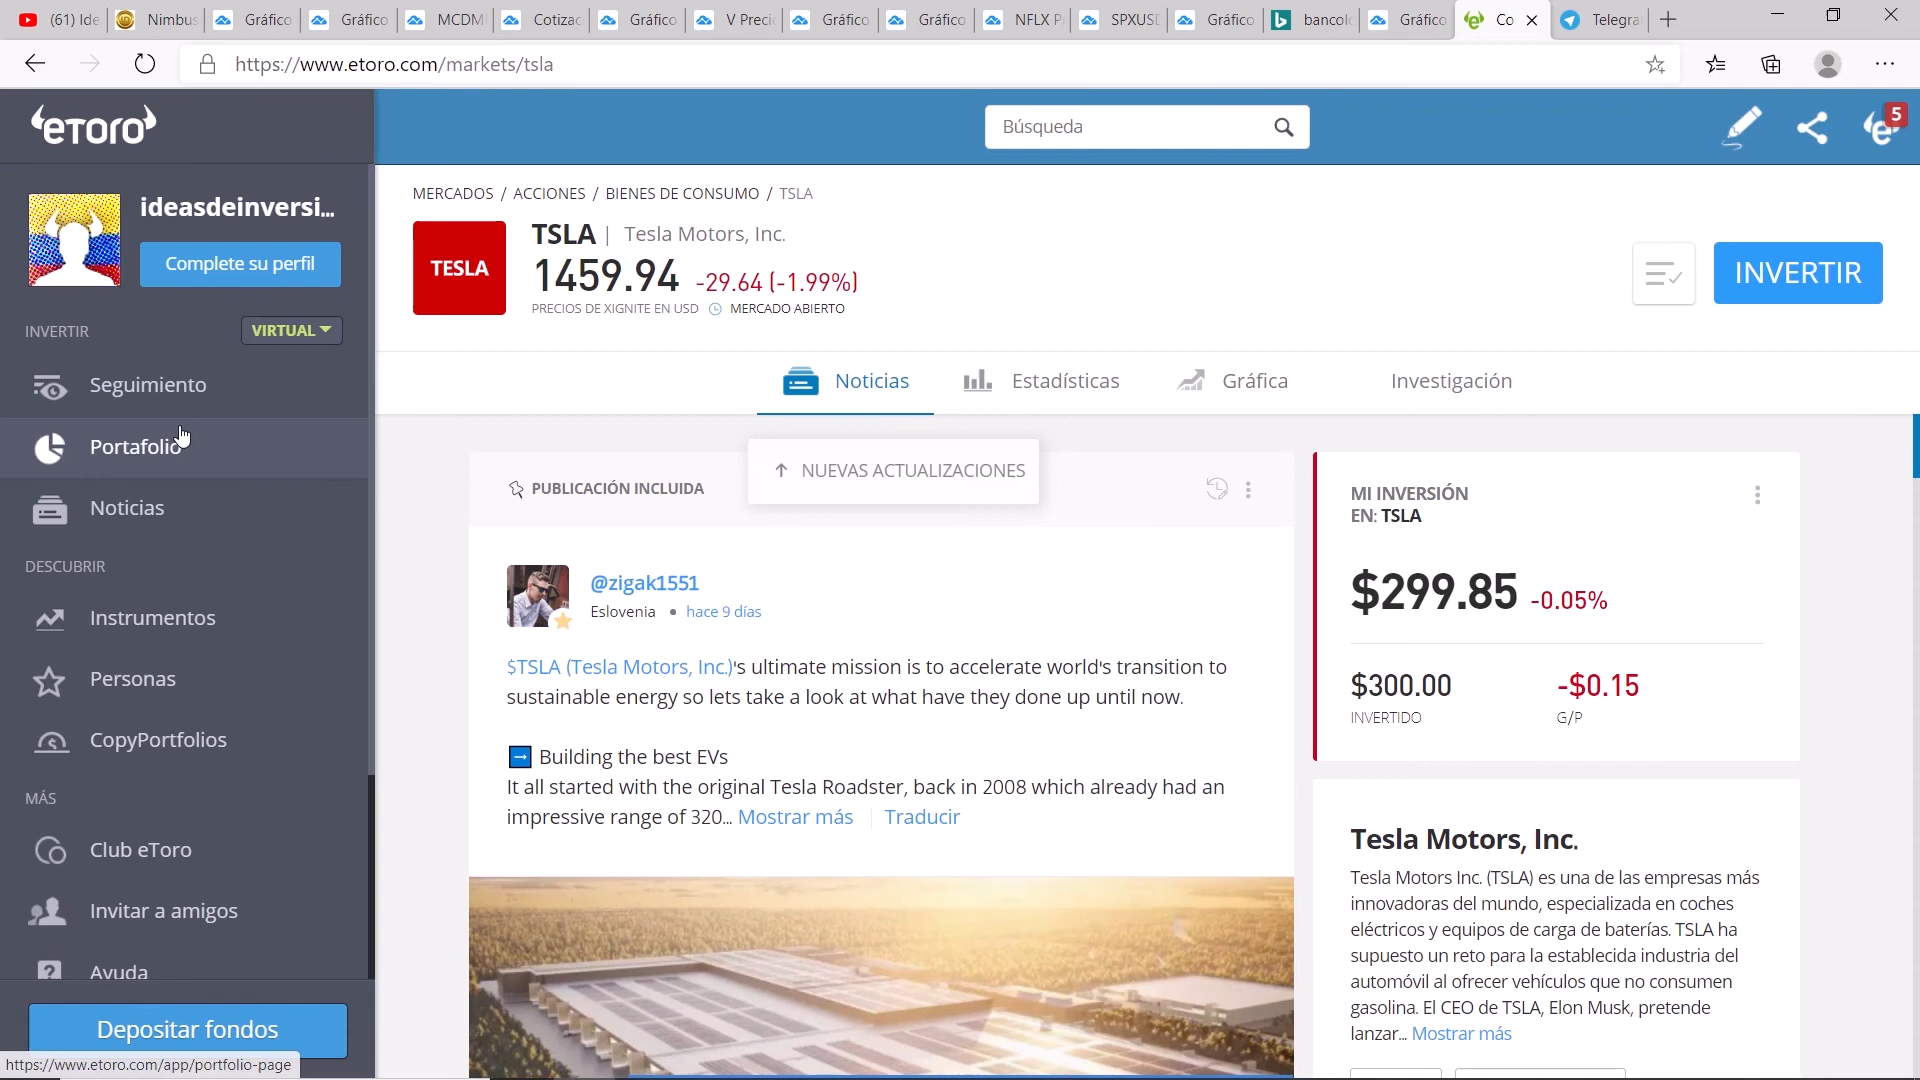 (61) Ide
Nimbus
Gráfico
Gráfico
MCDM
Cotizac
Gráfico
V Preci
Gráfico
Gráfico
NFLX P
SPXUSD
Gráfico
bancolo
Gráfico
Co
Telegra
https://www.etoro.com/markets/tsla
eToro
Búsqueda
5
ideasdeinversi...
Complete su perfil
INVERTIR
VIRTUAL
Seguimiento
Portafolio
Noticias
DESCUBRIR
Instrumentos
Personas
CopyPortfolios
MÁS
Club eToro
Invitar a amigos
Ayuda
Depositar fondos
https://www.etoro.com/app/portfolio-page
MERCADOS / ACCIONES / BIENES DE CONSUMO / TSLA
TESLA
TSLA | Tesla Motors, Inc.
1459.94 -29.64 (-1.99%)
PRECIOS DE XIGNITE EN USD MERCADO ABIERTO
INVERTIR
Noticias
Estadísticas
Gráfica
Investigación
NUEVAS ACTUALIZACIONES
PUBLICACIÓN INCLUIDA
@zigak1551
Eslovenia • hace 9 días
$TSLA (Tesla Motors, Inc.)'s ultimate mission is to accelerate world's transition to
sustainable energy so lets take a look at what have they done up until now.
Building the best EVs
It all started with the original Tesla Roadster, back in 2008 which already had an
impressive range of 320... Mostrar más | Traducir
MI INVERSIÓN
EN: TSLA
$299.85 -0.05%
$300.00
INVERTIDO
-$0.15
G/P
Tesla Motors, Inc.
Tesla Motors Inc. (TSLA) es una de las empresas más
innovadoras del mundo, especializada en coches
eléctricos y equipos de carga de baterías. TSLA ha
supuesto un reto para la establecida industria del
automóvil al ofrecer vehículos que no consumen
gasolina. El CEO de TSLA, Elon Musk, pretende
lanzar... Mostrar más